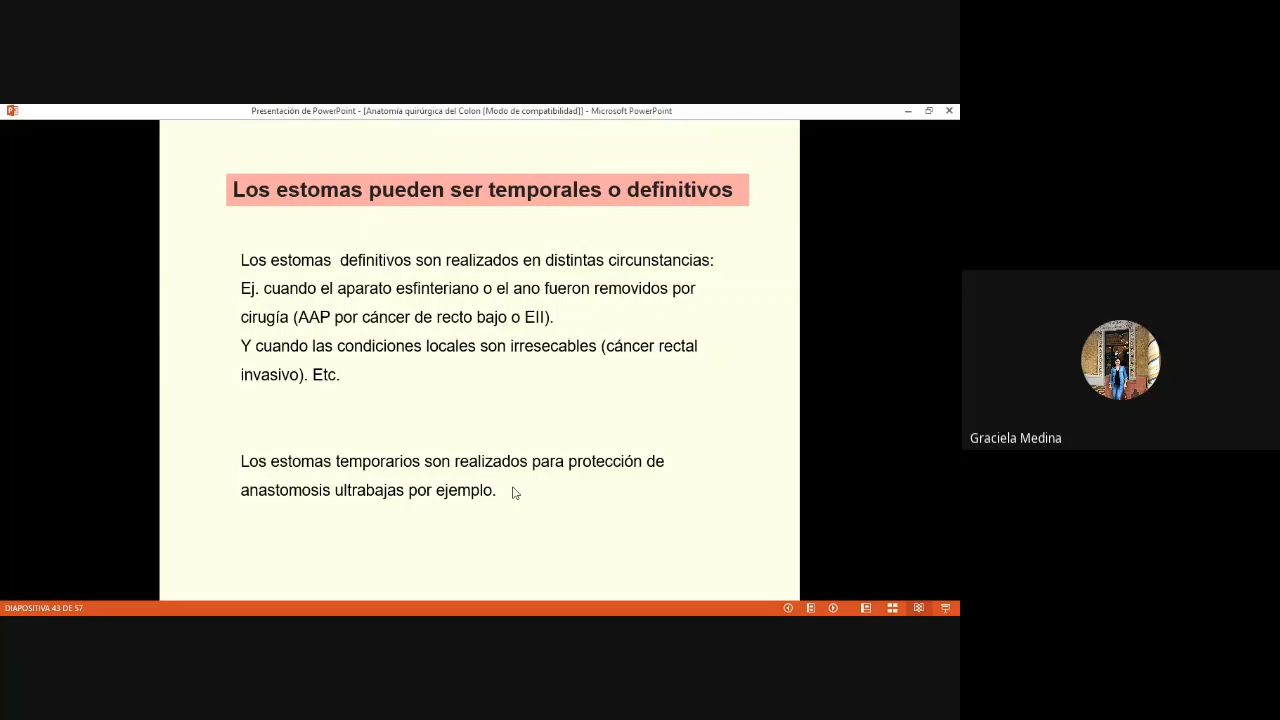 Presentación de PowerPoint - [Anatomía quirúrgica del Colon [Modo de compatibilidad]] - Microsoft PowerPoint
Los estomas pueden ser temporales o definitivos
Los estomas  definitivos son realizados en distintas circunstancias:
Ej. cuando el aparato esfinteriano o el ano fueron removidos por
cirugía (AAP por cáncer de recto bajo o EII).
Y cuando las condiciones locales son irresecables (cáncer rectal
invasivo). Etc.
Los estomas temporarios son realizados para protección de
anastomosis ultrabajas por ejemplo.
Graciela Medina
DIAPOSITIVA 43 DE 57